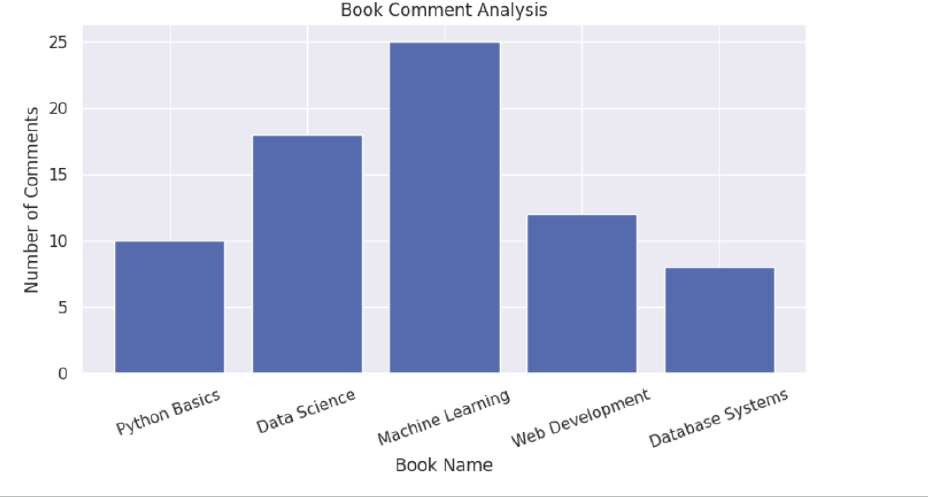 Book Comment Analysis
25
20
15
10
5
0
Number of Comments
Python Basics
Data Science
Machine Learning
Web Development
Database Systems
Book Name